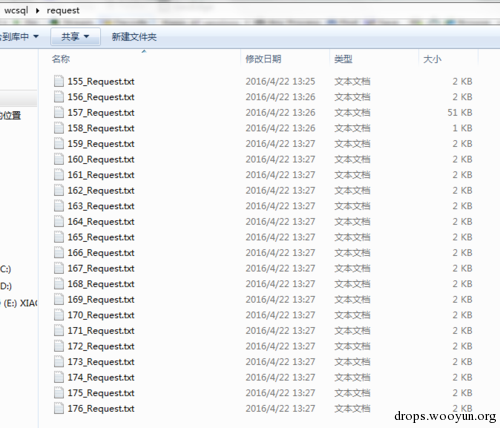 wcsql ▸ request
含到库中 ▾ 共享 ▾ 新建文件夹
名称 修改日期 类型 大小
155_Request.txt 2016/4/22 13:25 文本文档 2 KB
156_Request.txt 2016/4/22 13:26 文本文档 2 KB
157_Request.txt 2016/4/22 13:26 文本文档 51 KB
158_Request.txt 2016/4/22 13:26 文本文档 1 KB
159_Request.txt 2016/4/22 13:27 文本文档 2 KB
160_Request.txt 2016/4/22 13:27 文本文档 2 KB
161_Request.txt 2016/4/22 13:27 文本文档 2 KB
162_Request.txt 2016/4/22 13:27 文本文档 2 KB
163_Request.txt 2016/4/22 13:27 文本文档 2 KB
164_Request.txt 2016/4/22 13:27 文本文档 2 KB
165_Request.txt 2016/4/22 13:27 文本文档 2 KB
166_Request.txt 2016/4/22 13:27 文本文档 2 KB
167_Request.txt 2016/4/22 13:27 文本文档 2 KB
168_Request.txt 2016/4/22 13:27 文本文档 2 KB
169_Request.txt 2016/4/22 13:27 文本文档 2 KB
170_Request.txt 2016/4/22 13:27 文本文档 2 KB
171_Request.txt 2016/4/22 13:27 文本文档 2 KB
172_Request.txt 2016/4/22 13:27 文本文档 2 KB
173_Request.txt 2016/4/22 13:27 文本文档 2 KB
174_Request.txt 2016/4/22 13:27 文本文档 2 KB
175_Request.txt 2016/4/22 13:27 文本文档 2 KB
176_Request.txt 2016/4/22 13:27 文本文档 2 KB
的位置
C:)
D:)
(E:) XIAO
drops.wooyun.org